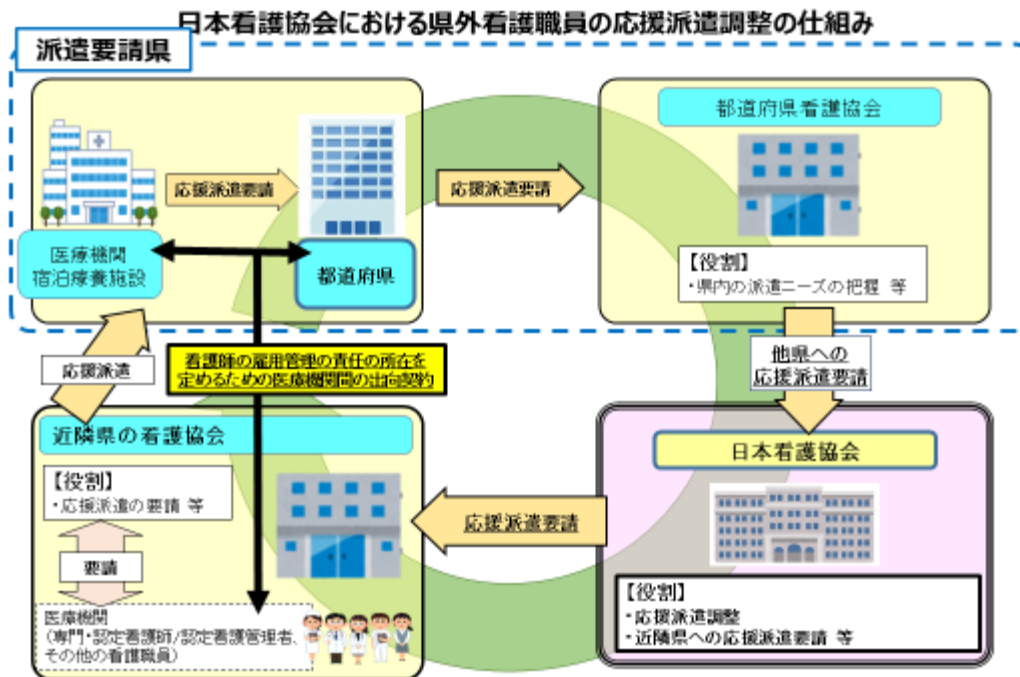 日本看護協会における県外看護職員の応援派遣調整の仕組み
派遣要請県
応援派遣要請
医療機関
宿泊療養施設
都道府県
応援派遣要請
都道府県看護協会
【役割】
・県内の派遣ニーズの把握 等
他県への
応援派遣要請
日本看護協会
【役割】
・応援派遣調整
・近隣県への応援派遣要請 等
応援派遣要請
看護師の雇用管理の責任の所在を
定めるための医療機関間の出向契約
応援派遣
近隣県の看護協会
【役割】
・応援派遣の要請 等
要請
医療機関
(専門・認定看護師/認定看護管理者、
その他の看護職員)